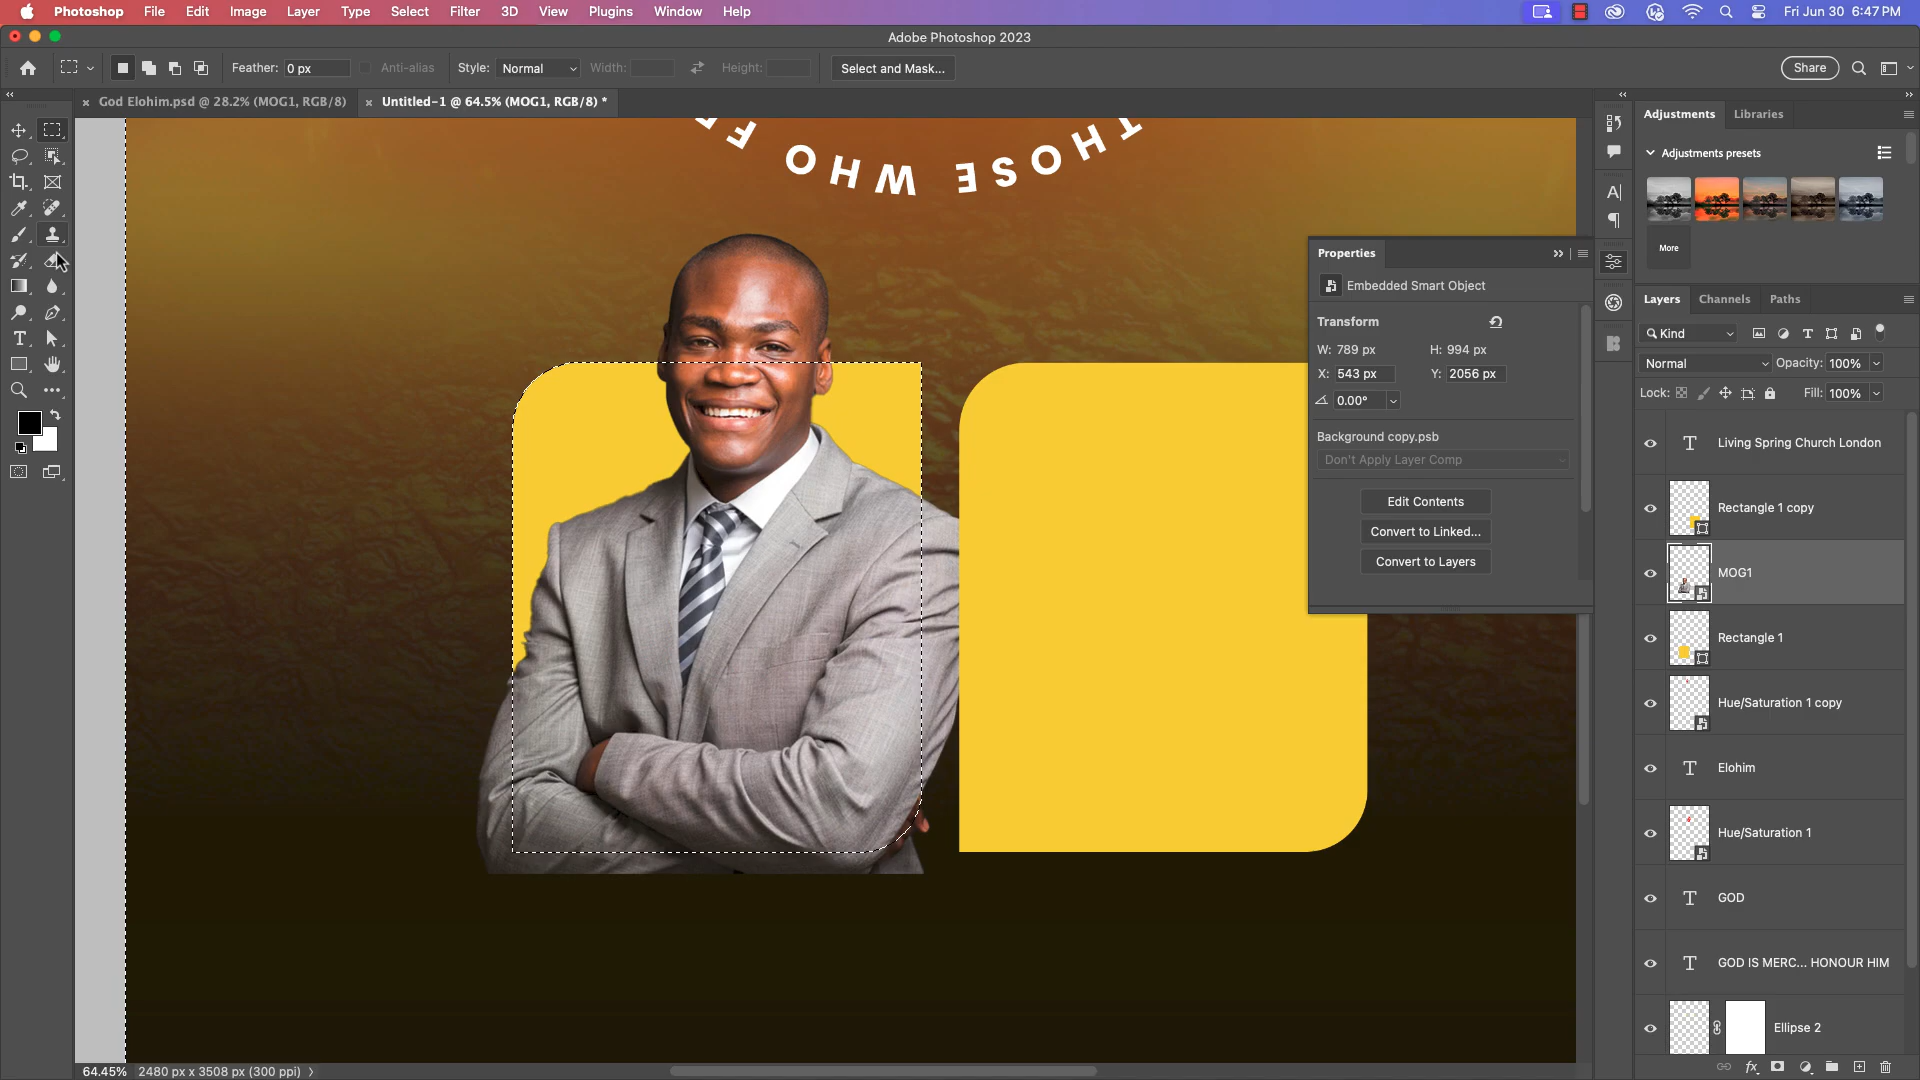 Photoshop File Edit Image Layer Type Select Filter 3D View Plugins Window Help Fri Jun 30 6:47 PM
Adobe Photoshop 2023
Feather: 0 px Anti-alias Style: Normal Width: Height: Select and Mask... Share
God Elohim.psd @ 28.2% (MOG1, RGB/8) Untitled-1 @ 64.5% (MOG1, RGB/8) *
Adjustments Libraries
Adjustments presets
More
THOSE WHO F
Properties
Embedded Smart Object
Transform
W: 789 px H: 994 px
X: 543 px Y: 2056 px
0.00°
Background copy.psb
Don't Apply Layer Comp
Edit Contents
Convert to Linked...
Convert to Layers
Layers Channels Paths
Kind
Normal Opacity: 100%
Lock: Fill: 100%
Living Spring Church London
Rectangle 1 copy
MOG1
Rectangle 1
Hue/Saturation 1 copy
Elohim
Hue/Saturation 1
GOD
GOD IS MERC... HONOUR HIM
Ellipse 2
64.45% 2480 px x 3508 px (300 ppi)